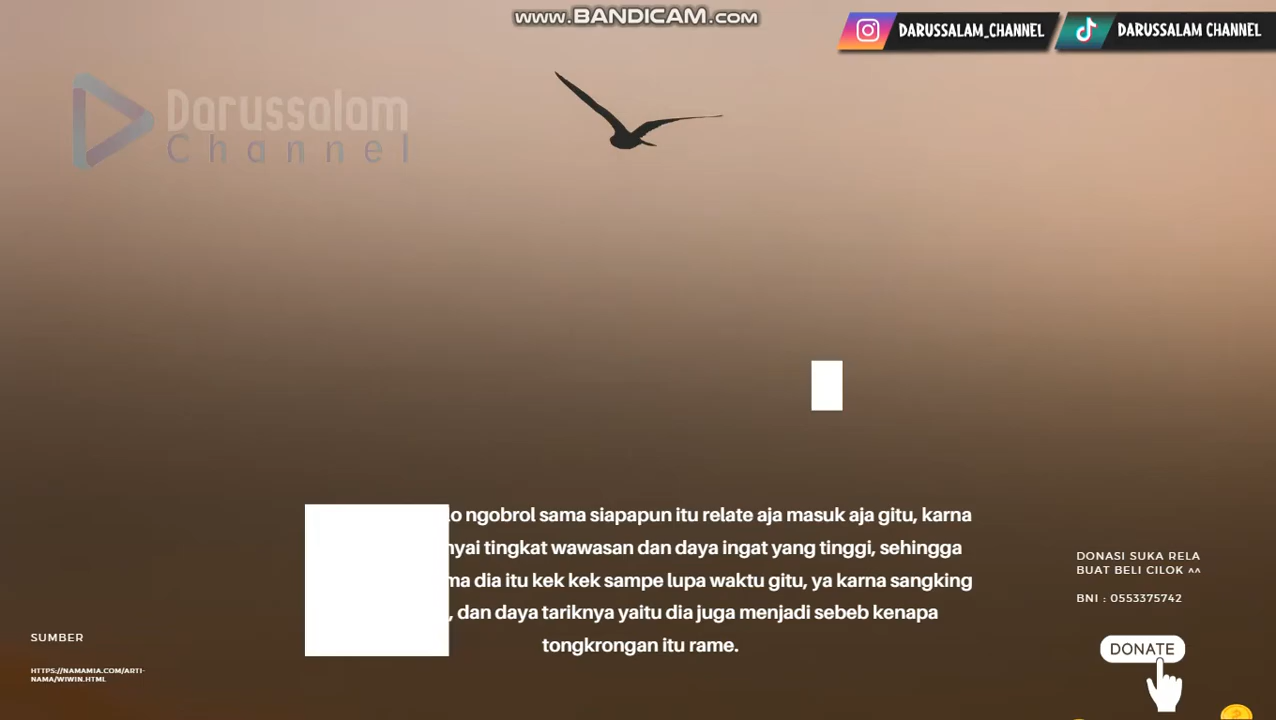 WWW.BANDICAM.COM
DARUSSALAM_CHANNEL
DARUSSALAM CHANNEL
Darussalam
Channel
ngobrol sama siapapun itu relate aja masuk aja gitu, karna
tingkat wawasan dan daya ingat yang tinggi, sehingga
dia itu kek kek sampe lupa waktu gitu, ya karna sangking
, dan daya tariknya yaitu dia juga menjadi sebeb kenapa
tongkrongan itu rame.
DONASI SUKA RELA
BUAT BELI CILOK ^^
BNI : 0553375742
DONATE
SUMBER
HTTPS://NAMAMIA.COM/ARTI-
NAMA/WIWIN.HTML